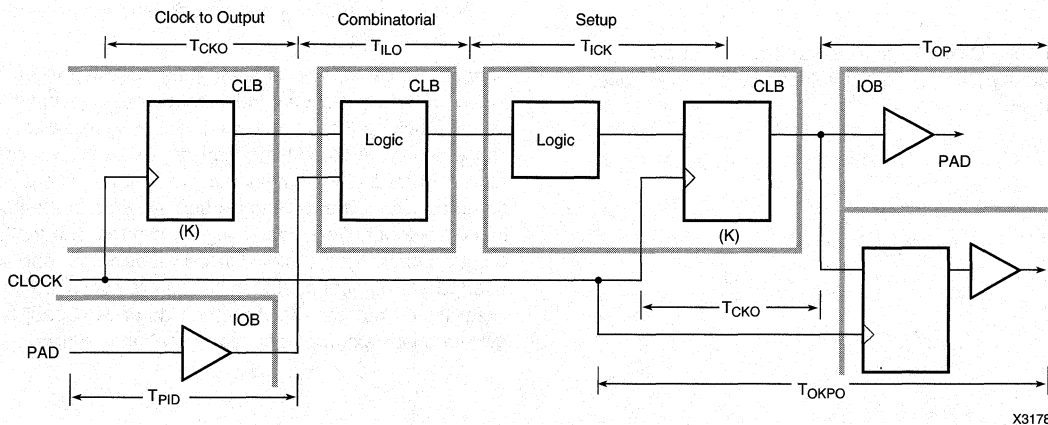 Clock to Output
Combinatorial
Setup
TCKO
TILO
TICK
TOP
CLB
CLB
CLB
IOB
Logic
Logic
PAD
(K)
(K)
CLOCK
TCKO
IOB
PAD
TPID
TOKPO
X3178